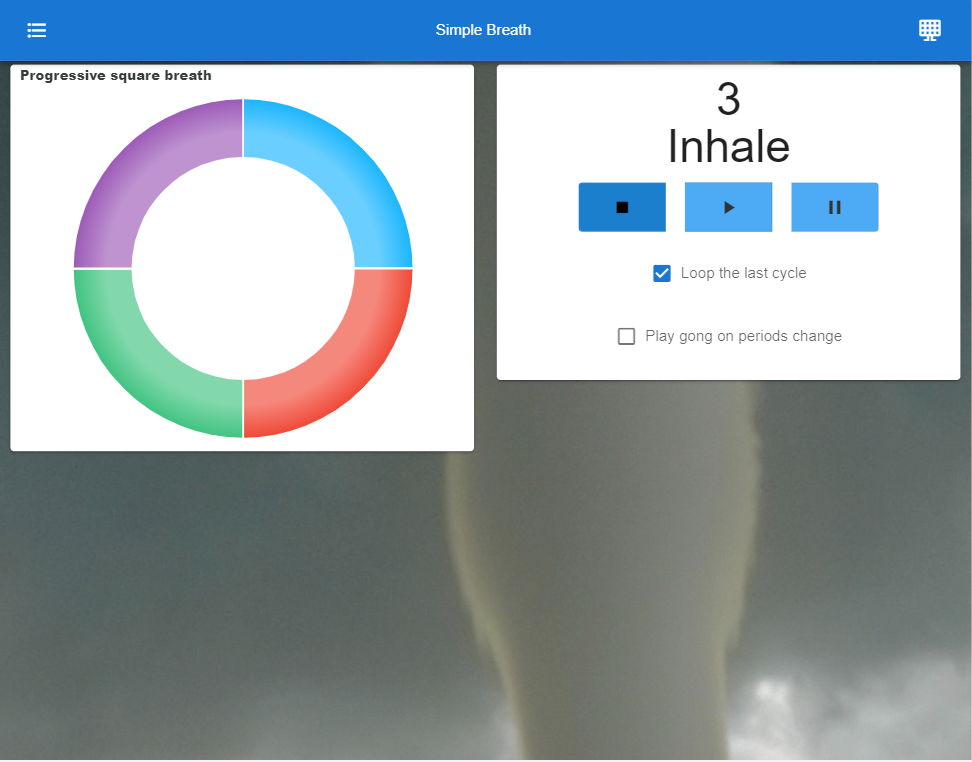 Simple Breath
Progressive square breath
3
Inhale
Loop the last cycle
Play gong on periods change